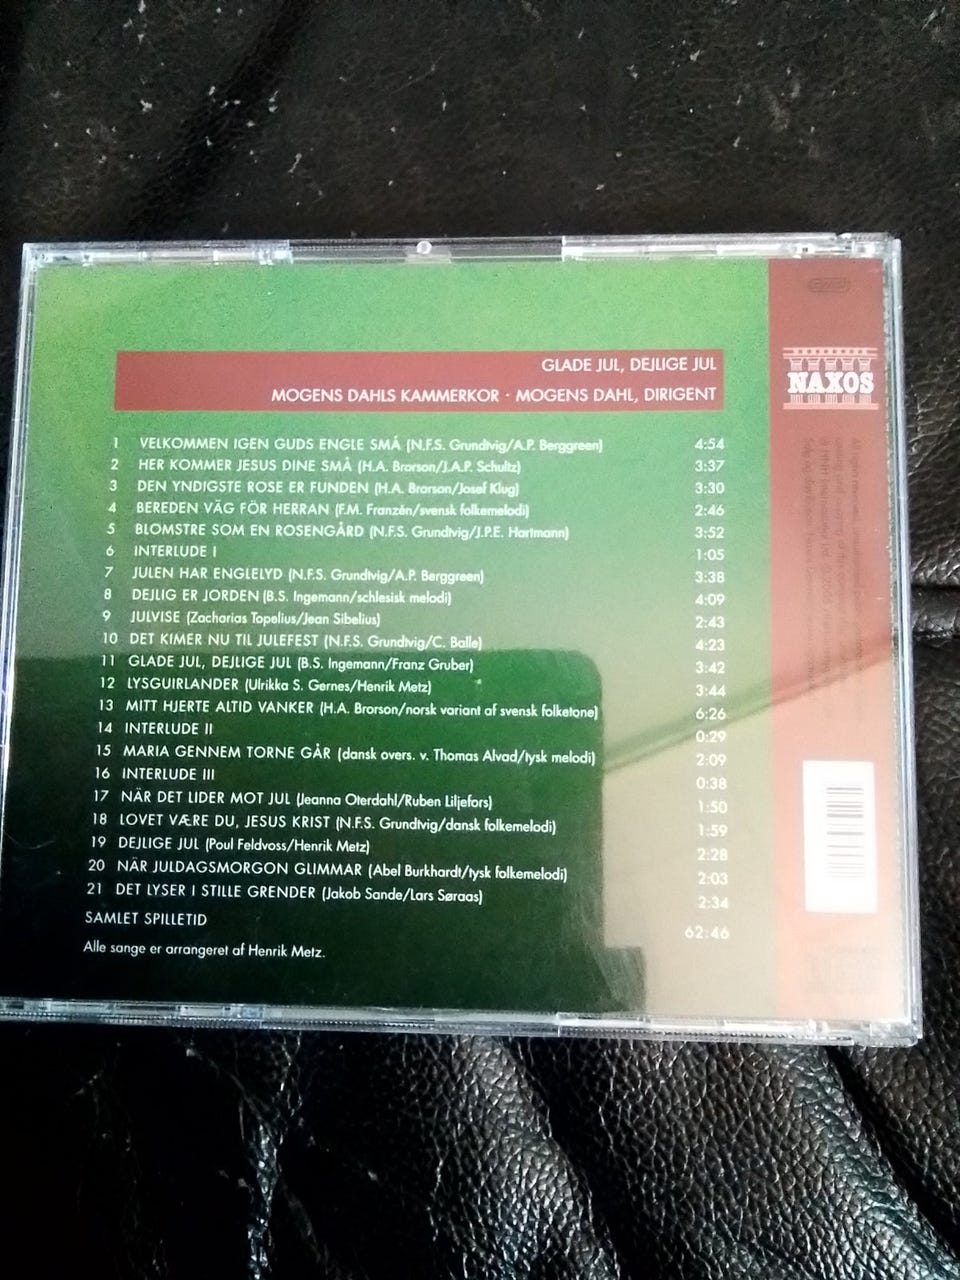 GLADE JUL, DEJLIGE JUL
MOGENS DAHLS KAMMERKOR · MOGENS DAHL, DIRIGENT
NAXOS
1 VELKOMMEN IGEN GUDS ENGLE SMÅ (N.F.S. Grundtvig/A.P. Berggreen) 4:54
2 HER KOMMER JESUS DINE SMÅ (H.A. Brorson/J.A.P. Schultz) 3:37
3 DEN YNDIGSTE ROSE ER FUNDEN (H.A. Brorson/Josef Klug) 3:30
4 BEREDEN VÄG FÖR HERRAN (F.M. Franzén/svensk folkemelodi) 2:46
5 BLOMSTRE SOM EN ROSENGÅRD (N.F.S. Grundtvig/J.P.E. Hartmann) 3:52
6 INTERLUDE I 1:05
7 JULEN HAR ENGLELYD (N.F.S. Grundtvig/A.P. Berggreen) 3:38
8 DEJLIG ER JORDEN (B.S. Ingemann/schlesisk melodi) 4:09
9 JULVISE (Zacharias Topelius/Jean Sibelius) 2:43
10 DET KIMER NU TIL JULEFEST (N.F.S. Grundtvig/C. Balle) 4:23
11 GLADE JUL, DEJLIGE JUL (B.S. Ingemann/Franz Gruber) 3:42
12 LYSGUIRLANDER (Ulrikka S. Gernes/Henrik Metz) 3:44
13 MITT HJERTE ALTID VANKER (H.A. Brorson/norsk variant af svensk folketone) 6:26
14 INTERLUDE II 0:29
15 MARIA GENNEM TORNE GÅR (dansk overs. v. Thomas Alvad/tysk melodi) 2:09
16 INTERLUDE III 0:38
17 NÄR DET LIDER MOT JUL (Jeanna Oterdahl/Ruben Liljefors) 1:50
18 LOVET VÆRE DU, JESUS KRIST (N.F.S. Grundtvig/dansk folkemelodi) 1:59
19 DEJLIGE JUL (Poul Feldvoss/Henrik Metz) 2:28
20 NÄR JULDAGSMORGON GLIMMAR (Abel Burkhardt/tysk folkemelodi) 2:03
21 DET LYSER I STILLE GRENDER (Jakob Sande/Lars Søraas) 2:34
SAMLET SPILLETID 62:46
Alle sange er arrangeret af Henrik Metz.